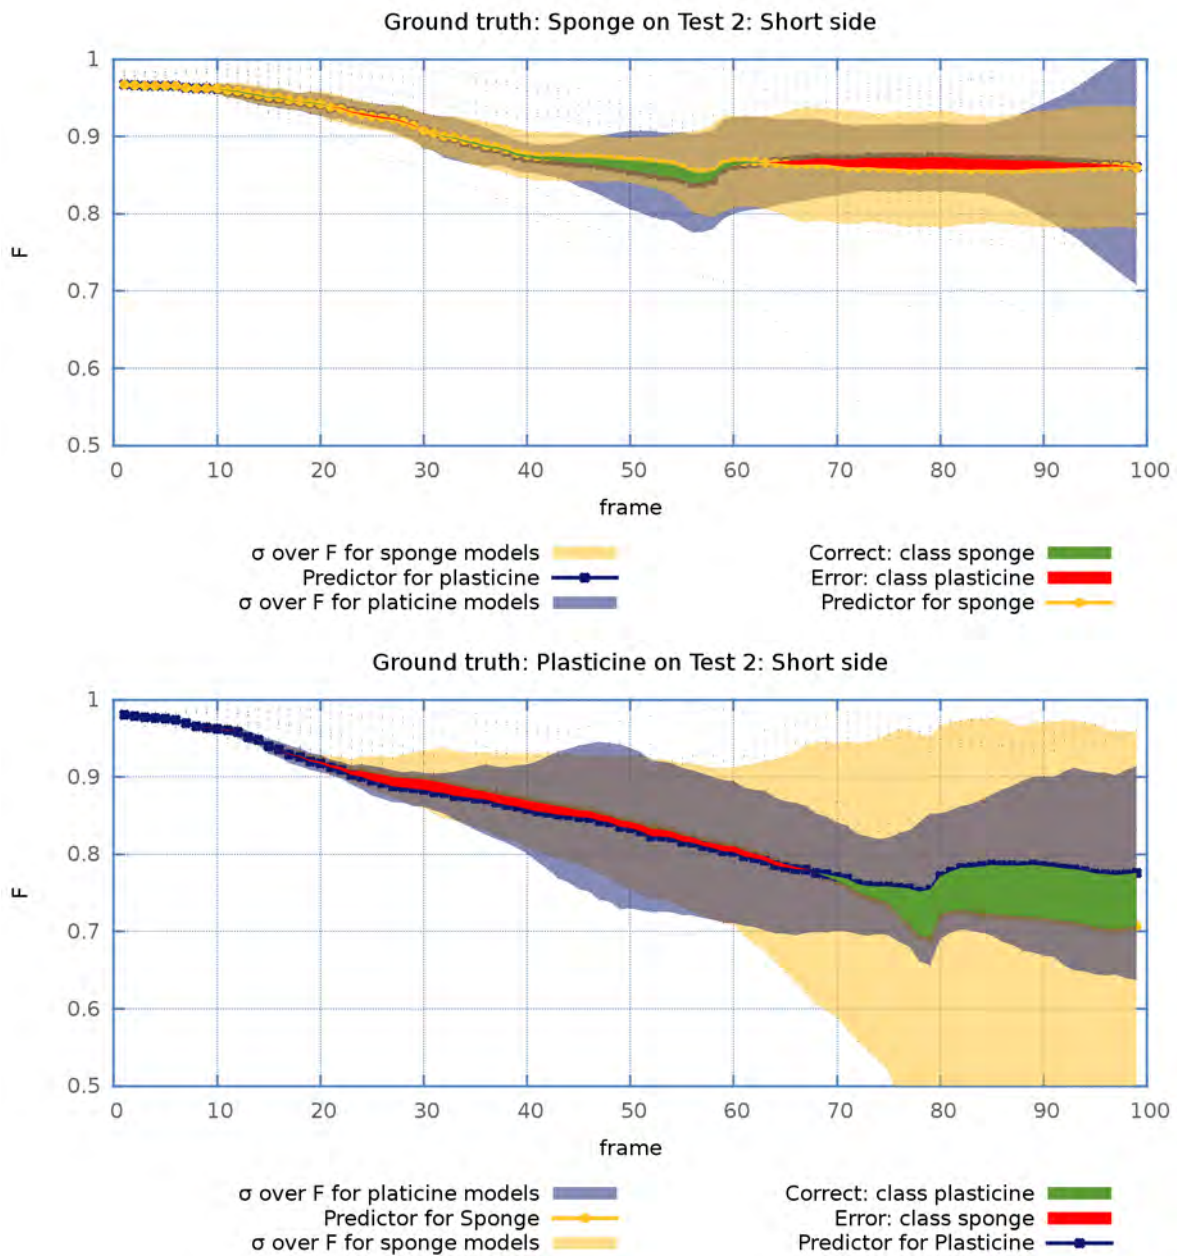 Ground truth: Sponge on Test 2: Short side
1
0.9
0.8
0.7
0.6
0.5
F
0 10 20 30 40 50 60 70 80 90 100
frame
σ over F for sponge models
Predictor for plasticine
σ over F for platicine models
Correct: class sponge
Error: class plasticine
Predictor for sponge
Ground truth: Plasticine on Test 2: Short side
1
0.9
0.8
0.7
0.6
0.5
F
0 10 20 30 40 50 60 70 80 90 100
frame
σ over F for platicine models
Predictor for Sponge
σ over F for sponge models
Correct: class plasticine
Error: class sponge
Predictor for Plasticine